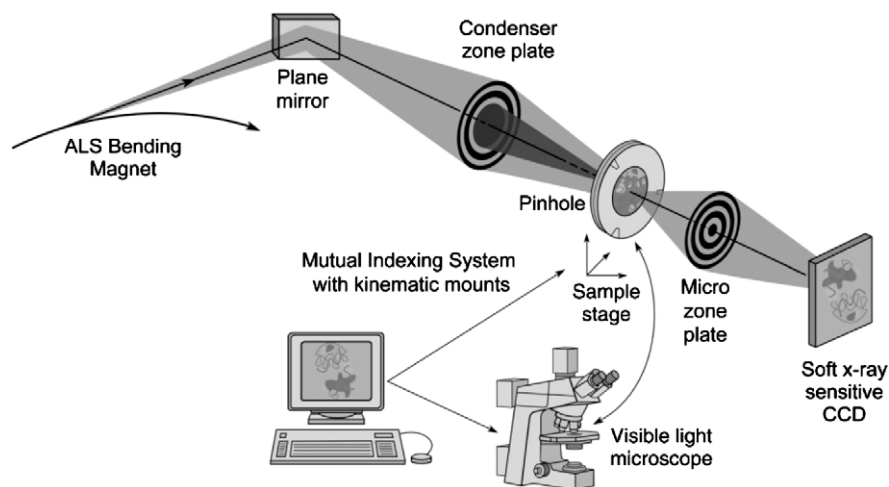 Condenser
zone plate
Plane
mirror
ALS Bending
Magnet
Pinhole
Mutual Indexing System
with kinematic mounts
Sample
stage
Micro
zone
plate
Soft x-ray
sensitive
CCD
Visible light
microscope